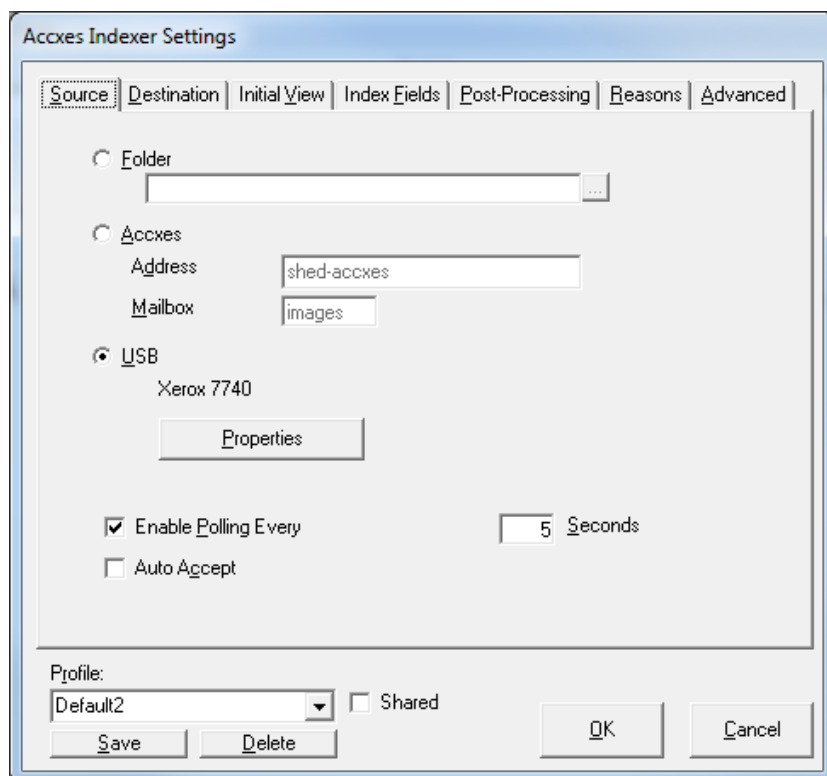 Accxes Indexer Settings
Source Destination Initial View Index Fields Post-Processing Reasons Advanced
Folder
...
Accxes
Address shed-accxes
Mailbox images
USB
Xerox 7740
Properties
Enable Polling Every 5 Seconds
Auto Accept
Profile:
Default2 Shared
Save Delete OK Cancel